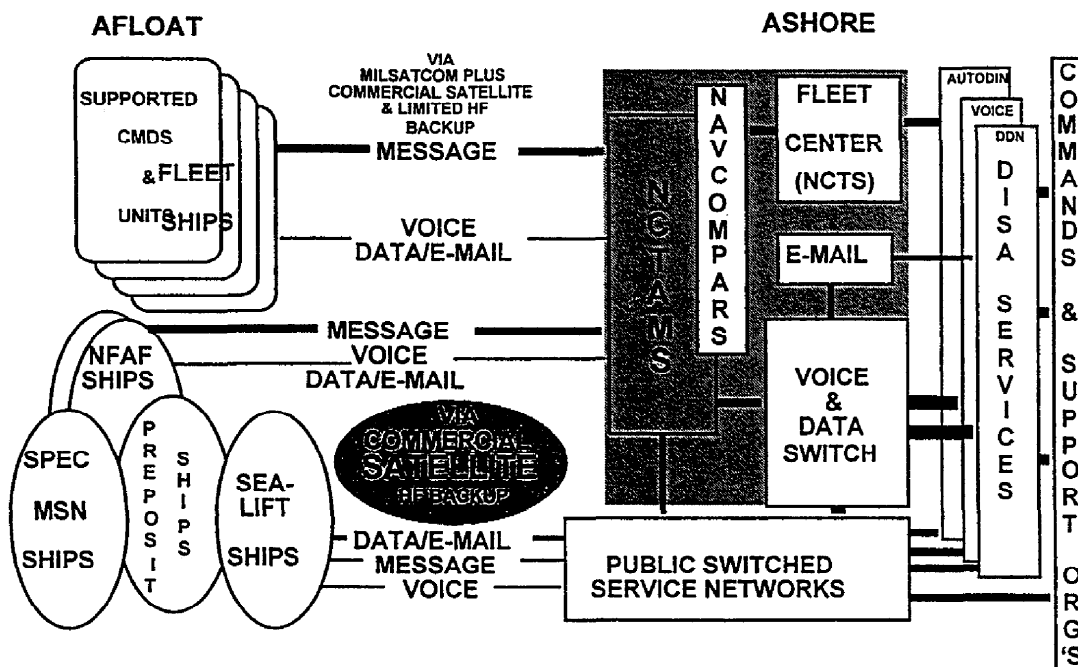 AFLOAT
ASHORE
SUPPORTED
CMDS
& FLEET
UNITS SHIPS
VIA
MILSATCOM PLUS
COMMERCIAL SATELLITE
& LIMITED HF
BACKUP
MESSAGE
VOICE
DATA/E-MAIL
MESSAGE
VOICE
DATA/E-MAIL
NFAF
SHIPS
SPEC
MSN
SHIPS
PREPOSIT
SHIPS
SEA-
LIFT
SHIPS
VIA
COMMERCIAL
SATELLITE
HF BACKUP
DATA/E-MAIL
MESSAGE
VOICE
NCTAMS
NAVCOMPARS
FLEET
CENTER
(NCTS)
E-MAIL
VOICE
&
DATA
SWITCH
PUBLIC SWITCHED
SERVICE NETWORKS
AUTODIN
VOICE
DDN
DISA SERVICES
COMMANDS & SUPPORT ORG'S